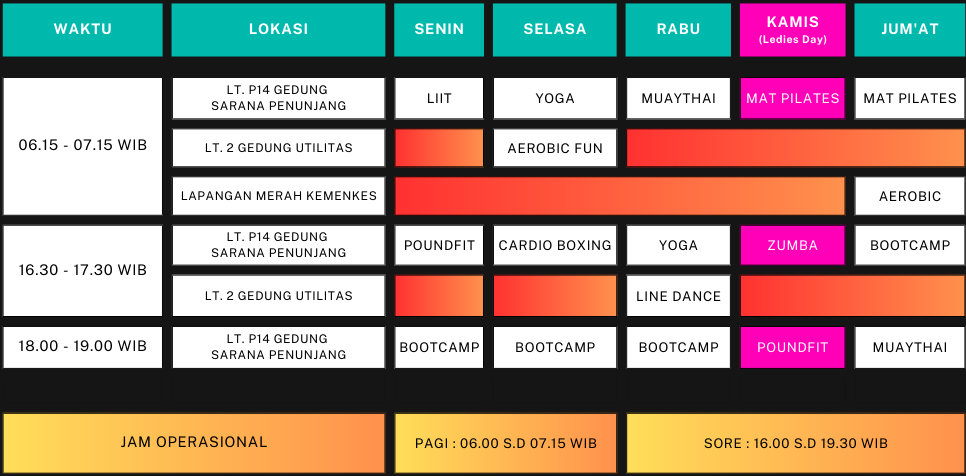 WAKTU
LOKASI
SENIN
SELASA
RABU
KAMIS
(Ledies Day)
JUM'AT
06.15 - 07.15 WIB
LT. P14 GEDUNG
SARANA PENUNJANG
LIIT
YOGA
MUAYTHAI
MAT PILATES
MAT PILATES
LT. 2 GEDUNG UTILITAS
AEROBIC FUN
LAPANGAN MERAH KEMENKES
AEROBIC
16.30 - 17.30 WIB
LT. P14 GEDUNG
SARANA PENUNJANG
POUNDFIT
CARDIO BOXING
YOGA
ZUMBA
BOOTCAMP
LT. 2 GEDUNG UTILITAS
LINE DANCE
18.00 - 19.00 WIB
LT. P14 GEDUNG
SARANA PENUNJANG
BOOTCAMP
BOOTCAMP
BOOTCAMP
POUNDFIT
MUAYTHAI
JAM OPERASIONAL
PAGI : 06.00 S.D 07.15 WIB
SORE : 16.00 S.D 19.30 WIB